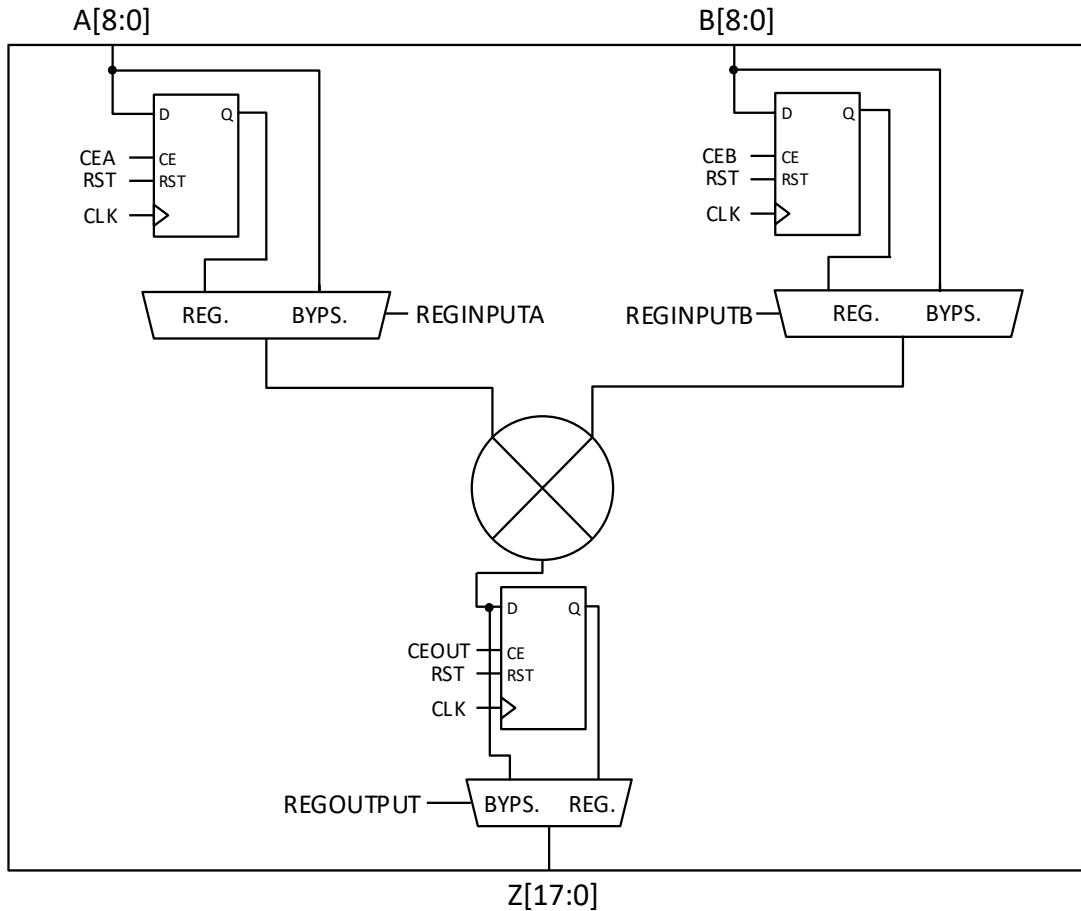 A[8:0]
B[8:0]
D Q
CEA CE
RST RST
CLK
D Q
CEB CE
RST RST
CLK
REG. BYPS. REGINPUTA
REGINPUTB REG. BYPS.
D Q
CEOUT CE
RST RST
CLK
REGOUTPUT BYPS. REG.
Z[17:0]